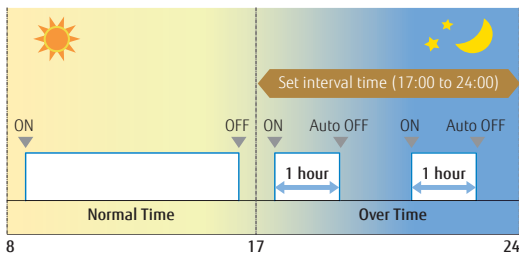 Set interval time (17:00 to 24:00)
ON OFF ON Auto OFF ON Auto OFF
1 hour 1 hour
Normal Time Over Time
8 17 24